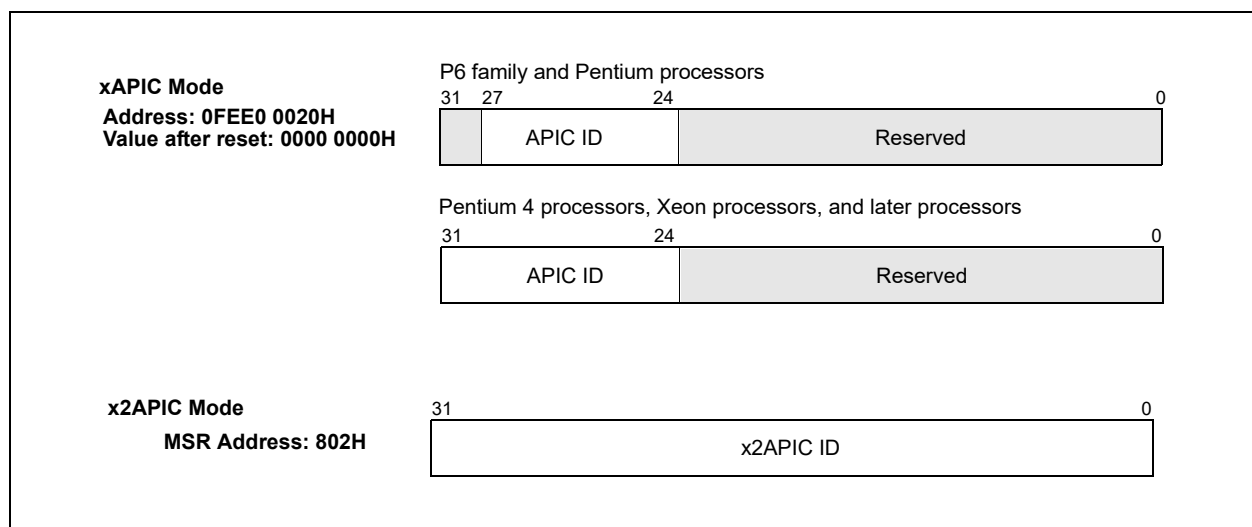 P6 family and Pentium processors
xAPIC Mode
31 27 24 0
Address: 0FEE0 0020H
Value after reset: 0000 0000H
APIC ID Reserved
Pentium 4 processors, Xeon processors, and later processors
31 24 0
APIC ID Reserved
x2APIC Mode
31 0
MSR Address: 802H
x2APIC ID